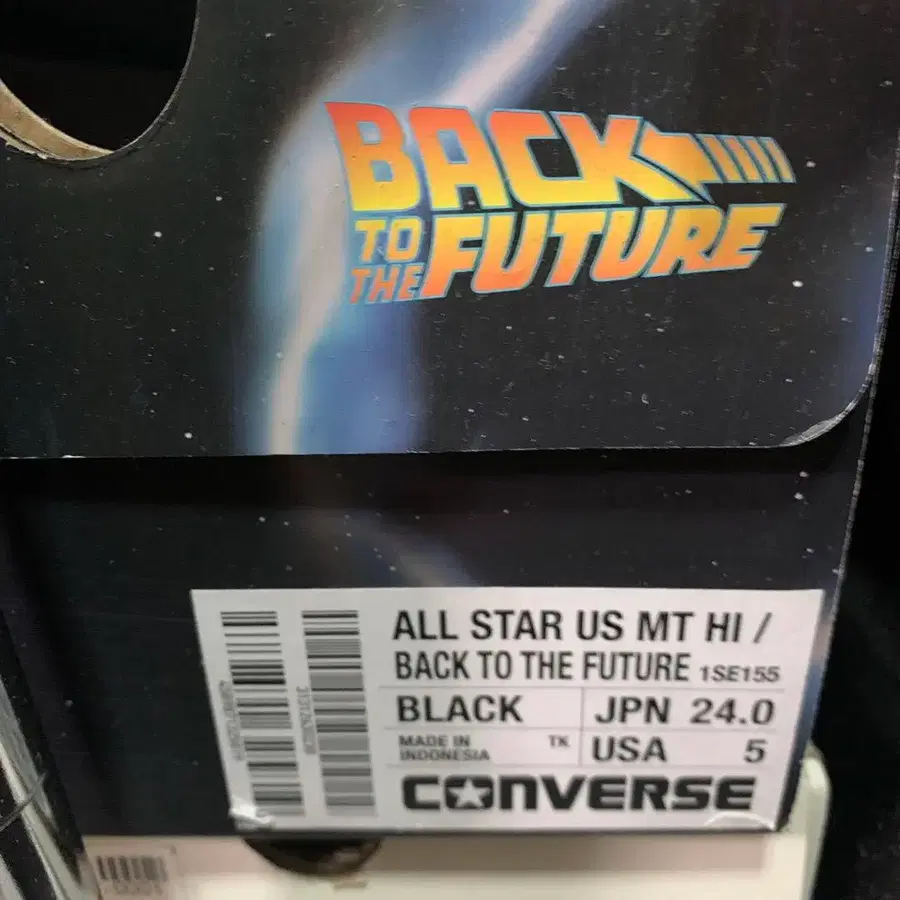 BACK
TO
THE FUTURE
ALL STAR US MT HI /
BACK TO THE FUTURE 1SE155
BLACK
JPN 24.0
MADE IN
INDONESIA
TK
USA 5
CONVERSE